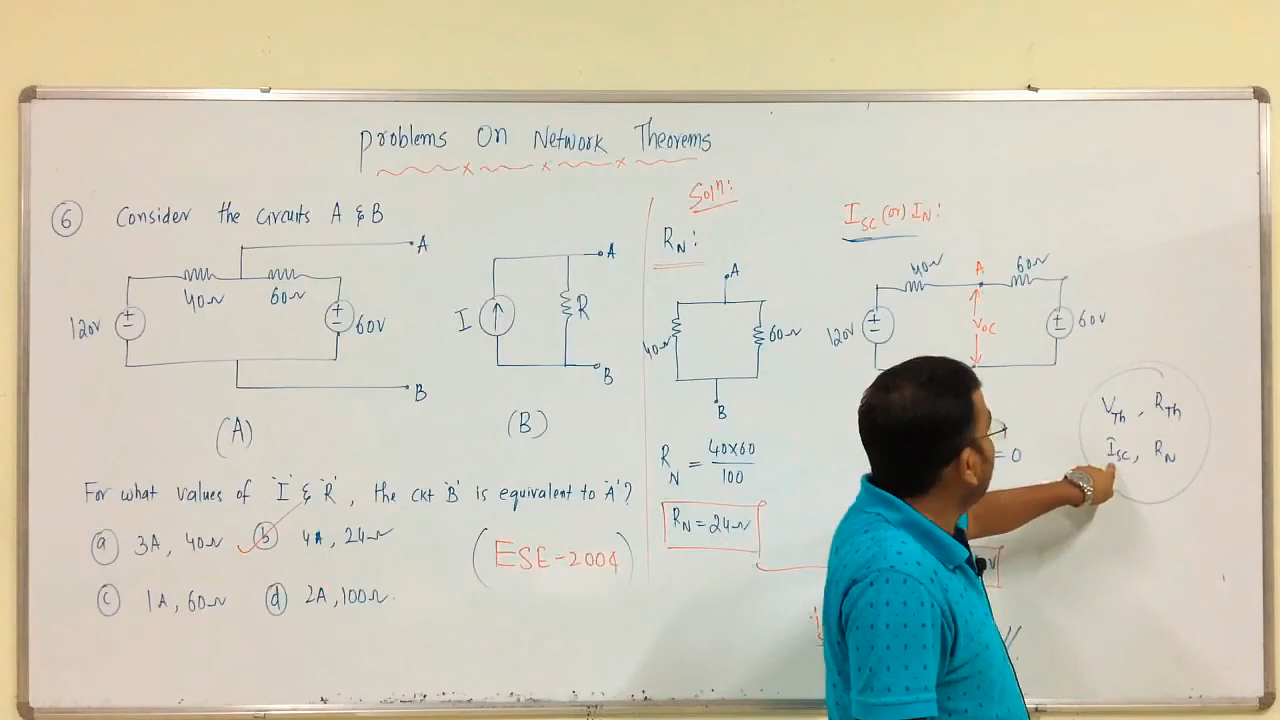 Problems On Network Theorems
6 Consider the circuits A & B
A
40Ω 60Ω
120V
60V
B
(A)
A
I
R
B
(B)
For what values of 'I & R', the ckt 'B' is equivalent to 'A'?
a 3A, 40Ω b 4A, 24Ω
c 1A, 60Ω d 2A, 100Ω.
(ESE-2004)
Soln:
RN:
A
40Ω
60Ω
B
RN = 40×60
100
RN = 24Ω
ISC (or) IN:
40Ω A 60Ω
120V
VOC
60V
= 0
VTh, RTh
ISC, RN